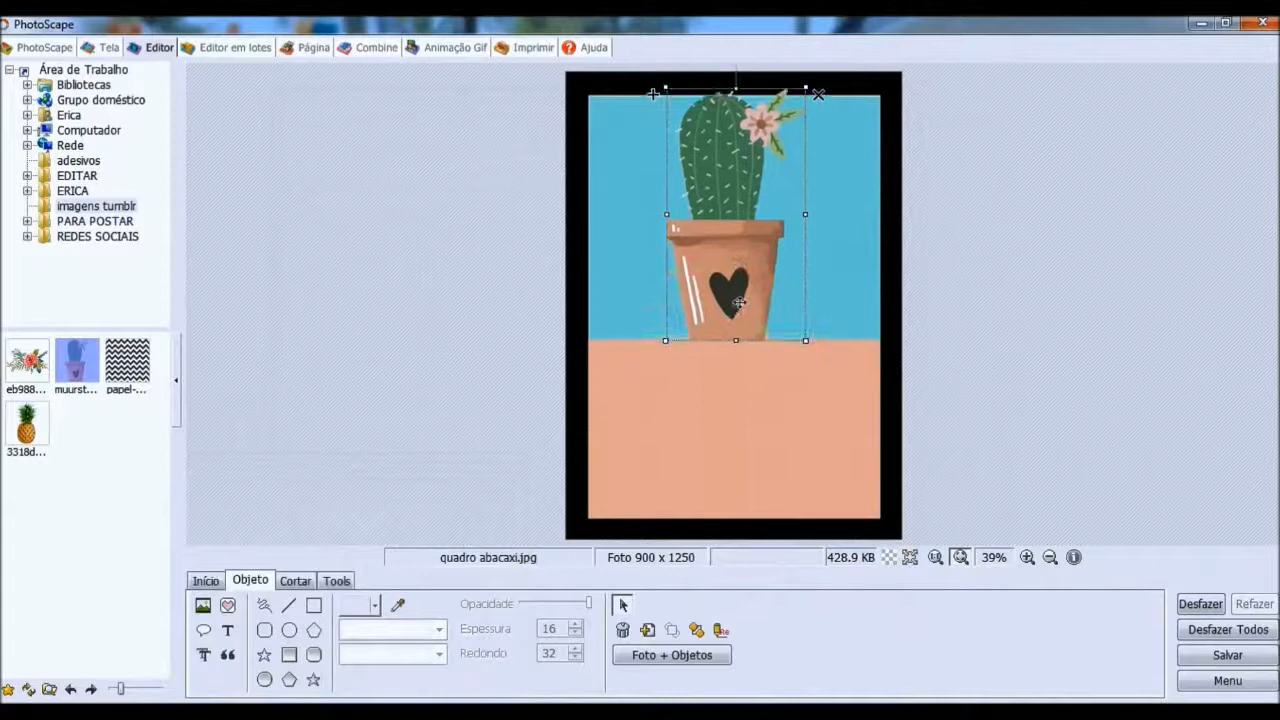 PhotoScape
PhotoScape Tela Editor Editor em lotes Página Combine Animação Gif Imprimir Ajuda
Área de Trabalho
Bibliotecas
Grupo doméstico
Erica
Computador
Rede
adesivos
EDITAR
ERICA
imagens tumblr
PARA POSTAR
REDES SOCIAIS
eb988... muurst... papel-...
3318d...
quadro abacaxi.jpg Foto 900 x 1250 428.9 KB 39%
Início Objeto Cortar Tools
Opacidade
Espessura 16
Redondo 32
Foto + Objetos
Desfazer Refazer
Desfazer Todos
Salvar
Menu